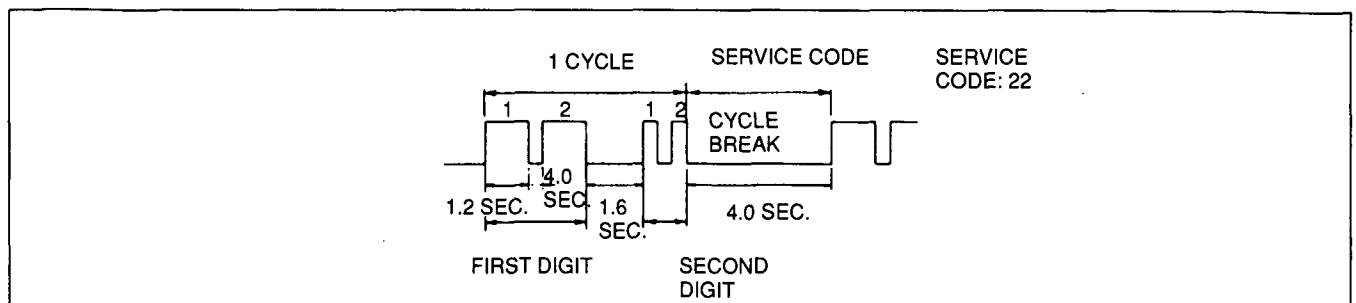 1 CYCLE
SERVICE CODE
SERVICE
CODE: 22
1
2
1
2
CYCLE
BREAK
4.0
SEC.
1.2 SEC.
1.6
SEC.
4.0 SEC.
FIRST DIGIT
SECOND
DIGIT